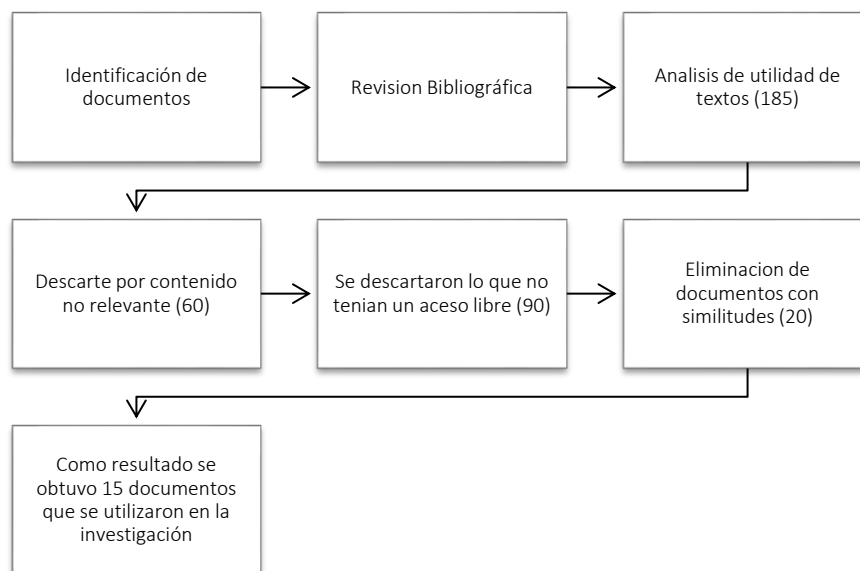 Identificación de
documentos
Revision Bibliográfica
Analisis de utilidad de
textos (185)
Descarte por contenido
no relevante (60)
Se descartaron lo que no
tenian un aceso libre (90)
Eliminacion de
documentos con
similitudes (20)
Como resultado se
obtuvo 15 documentos
que se utilizaron en la
investigación